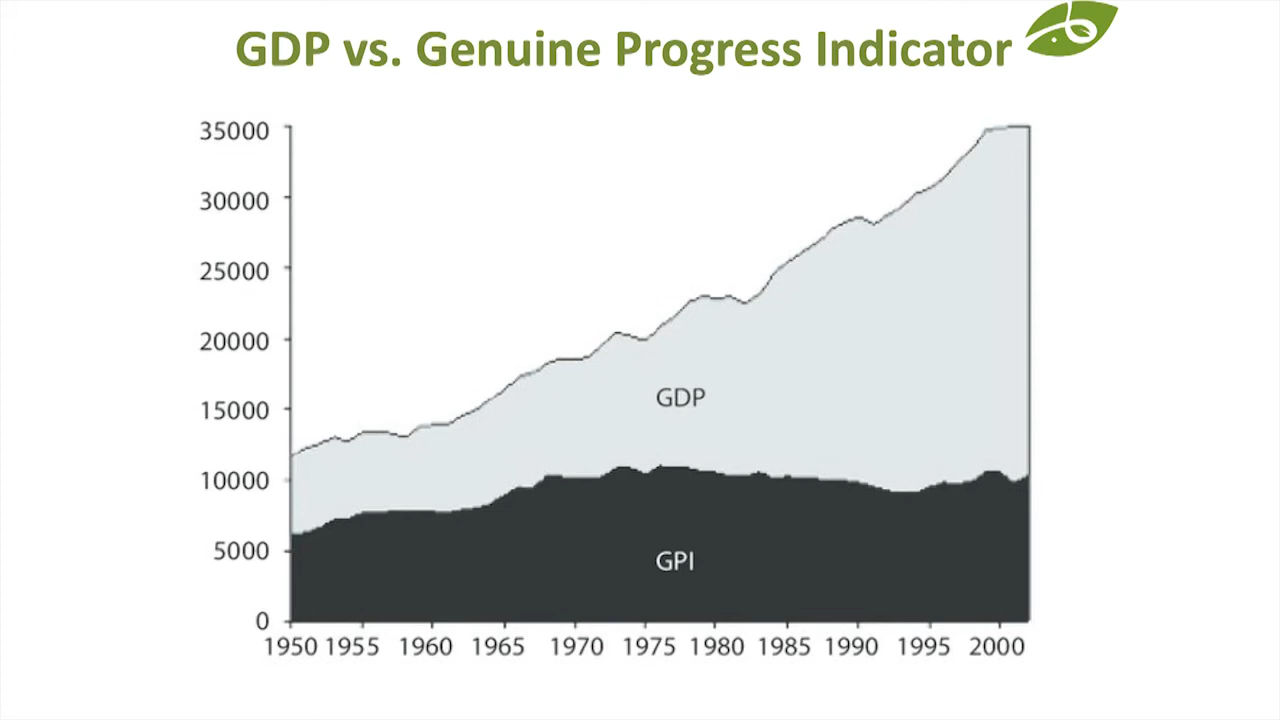 GDP vs. Genuine Progress Indicator
35000
30000
25000
20000
15000
10000
5000
0
GDP
GPI
1950 1955 1960 1965 1970 1975 1980 1985 1990 1995 2000